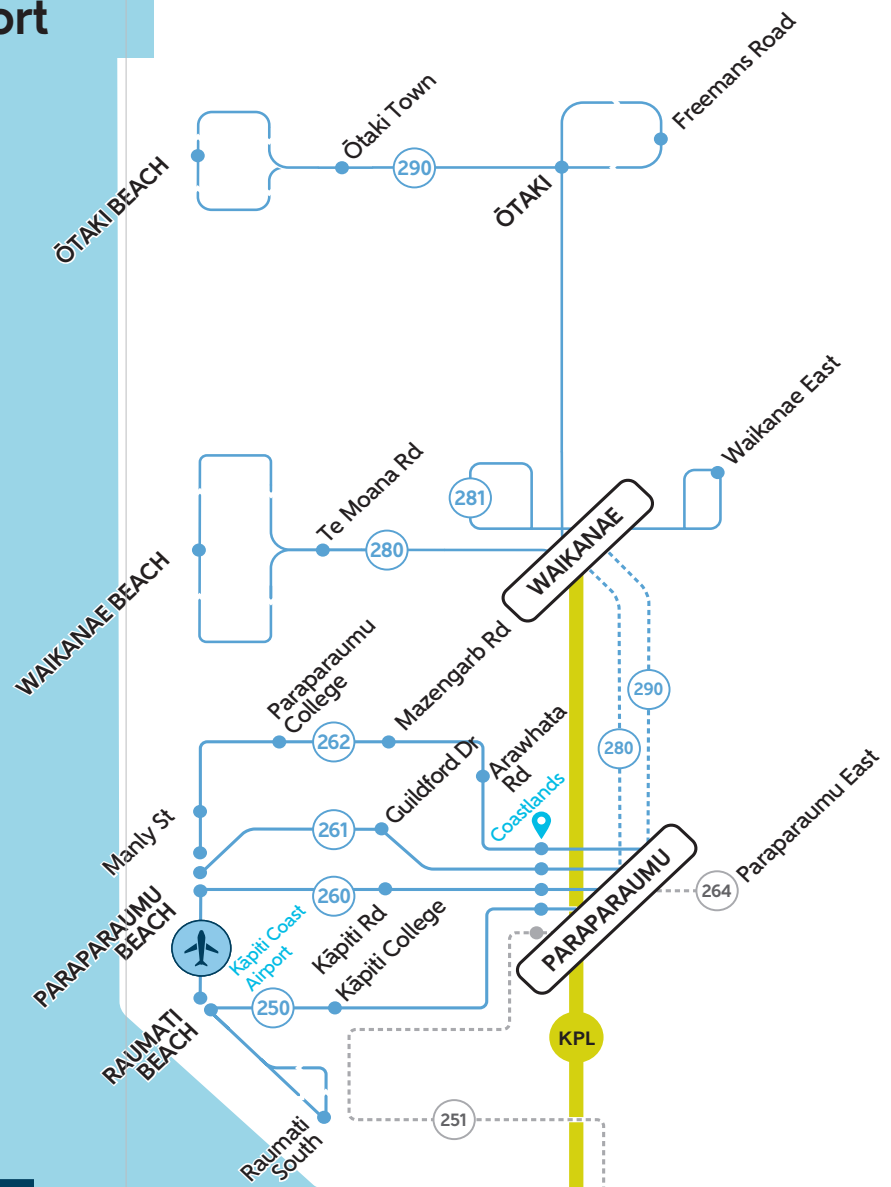 ort
Freemans Road
Ōtaki Town
290
ŌTAKI BEACH
ŌTAKI
Waikanae East
Te Moana Rd
281
WAIKANAE
280
WAIKANAE BEACH
Paraparaumu
College
Mazengarb Rd
290
262
280
Guildford Dr
Arawhata
Rd
Coastlands
Manly St
261
Paraparaumu East
PARAPARAUMU
264
260
PARAPARAUMU
BEACH
Kāpiti Coast
Airport
Kāpiti Rd
Kāpiti College
250
RAUMATI
BEACH
KPL
251
Raumati
South